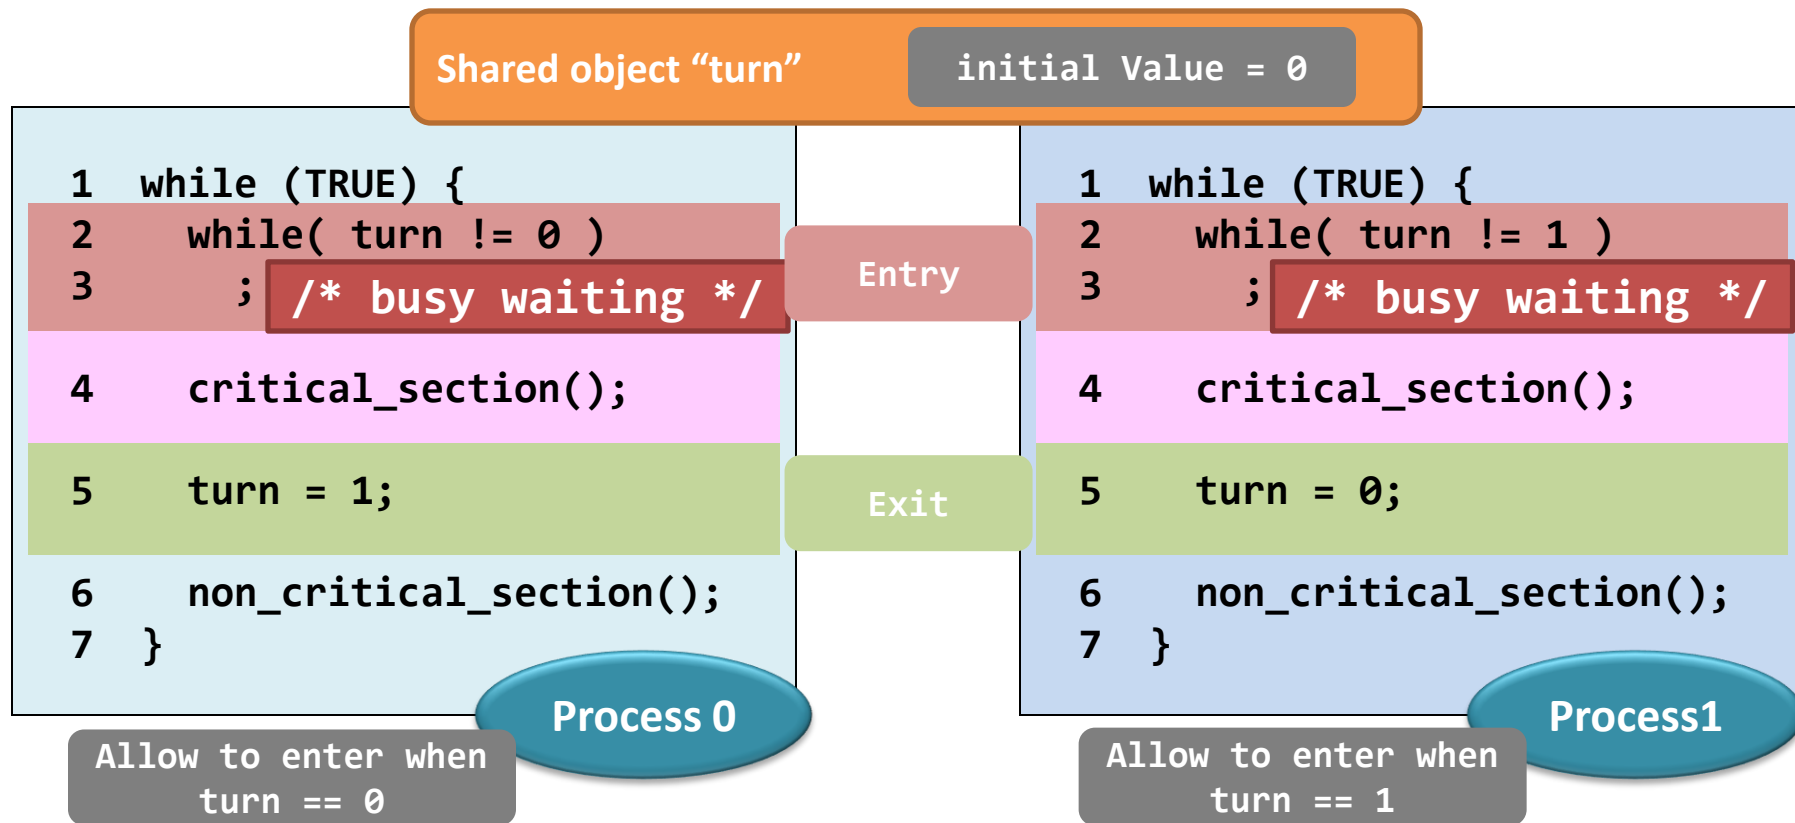 Shared object “turn”
initial Value = 0
1 while (TRUE) {
2 while( turn != 0 )
3 ; /* busy waiting */
4 critical_section();
5 turn = 1;
6 non_critical_section();
7 }
Process 0
Allow to enter when
turn == 0
Entry
Exit
1 while (TRUE) {
2 while( turn != 1 )
3 ; /* busy waiting */
4 critical_section();
5 turn = 0;
6 non_critical_section();
7 }
Process1
Allow to enter when
turn == 1